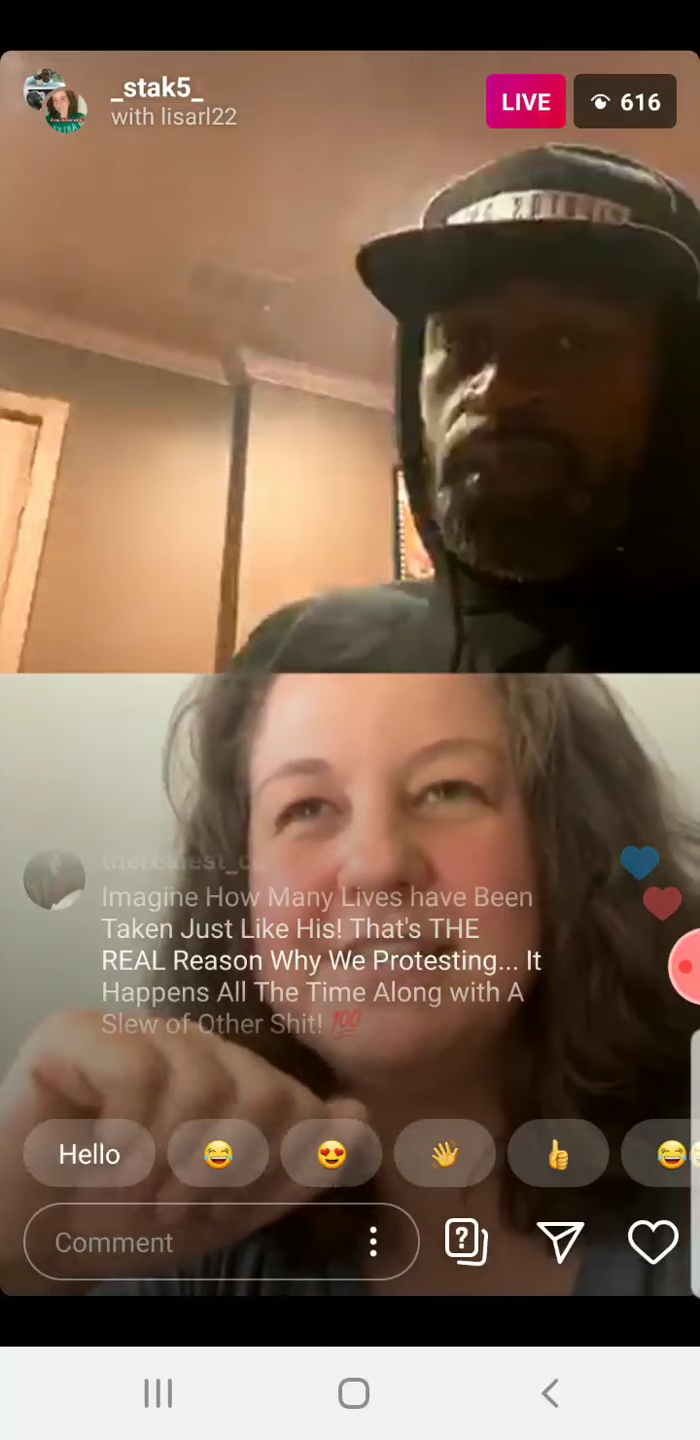 _stak5_
with lisarl22
LIVE
616
Imagine How Many Lives have Been
Taken Just Like His! That's THE
REAL Reason Why We Protesting... It
Happens All The Time Along with A
Slew of Other Shit! 💯
Hello
Comment